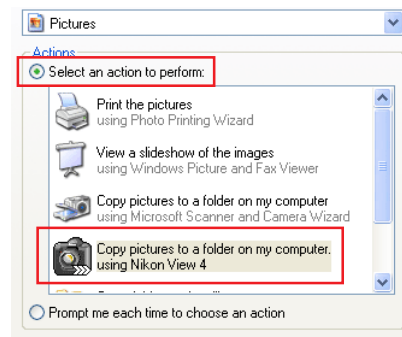 Pictures
Actions
Select an action to perform:
Print the pictures
using Photo Printing Wizard
View a slideshow of the images
using Windows Picture and Fax Viewer
Copy pictures to a folder on my computer
using Microsoft Scanner and Camera Wizard
Copy pictures to a folder on my computer.
using Nikon View 4
Prompt me each time to choose an action